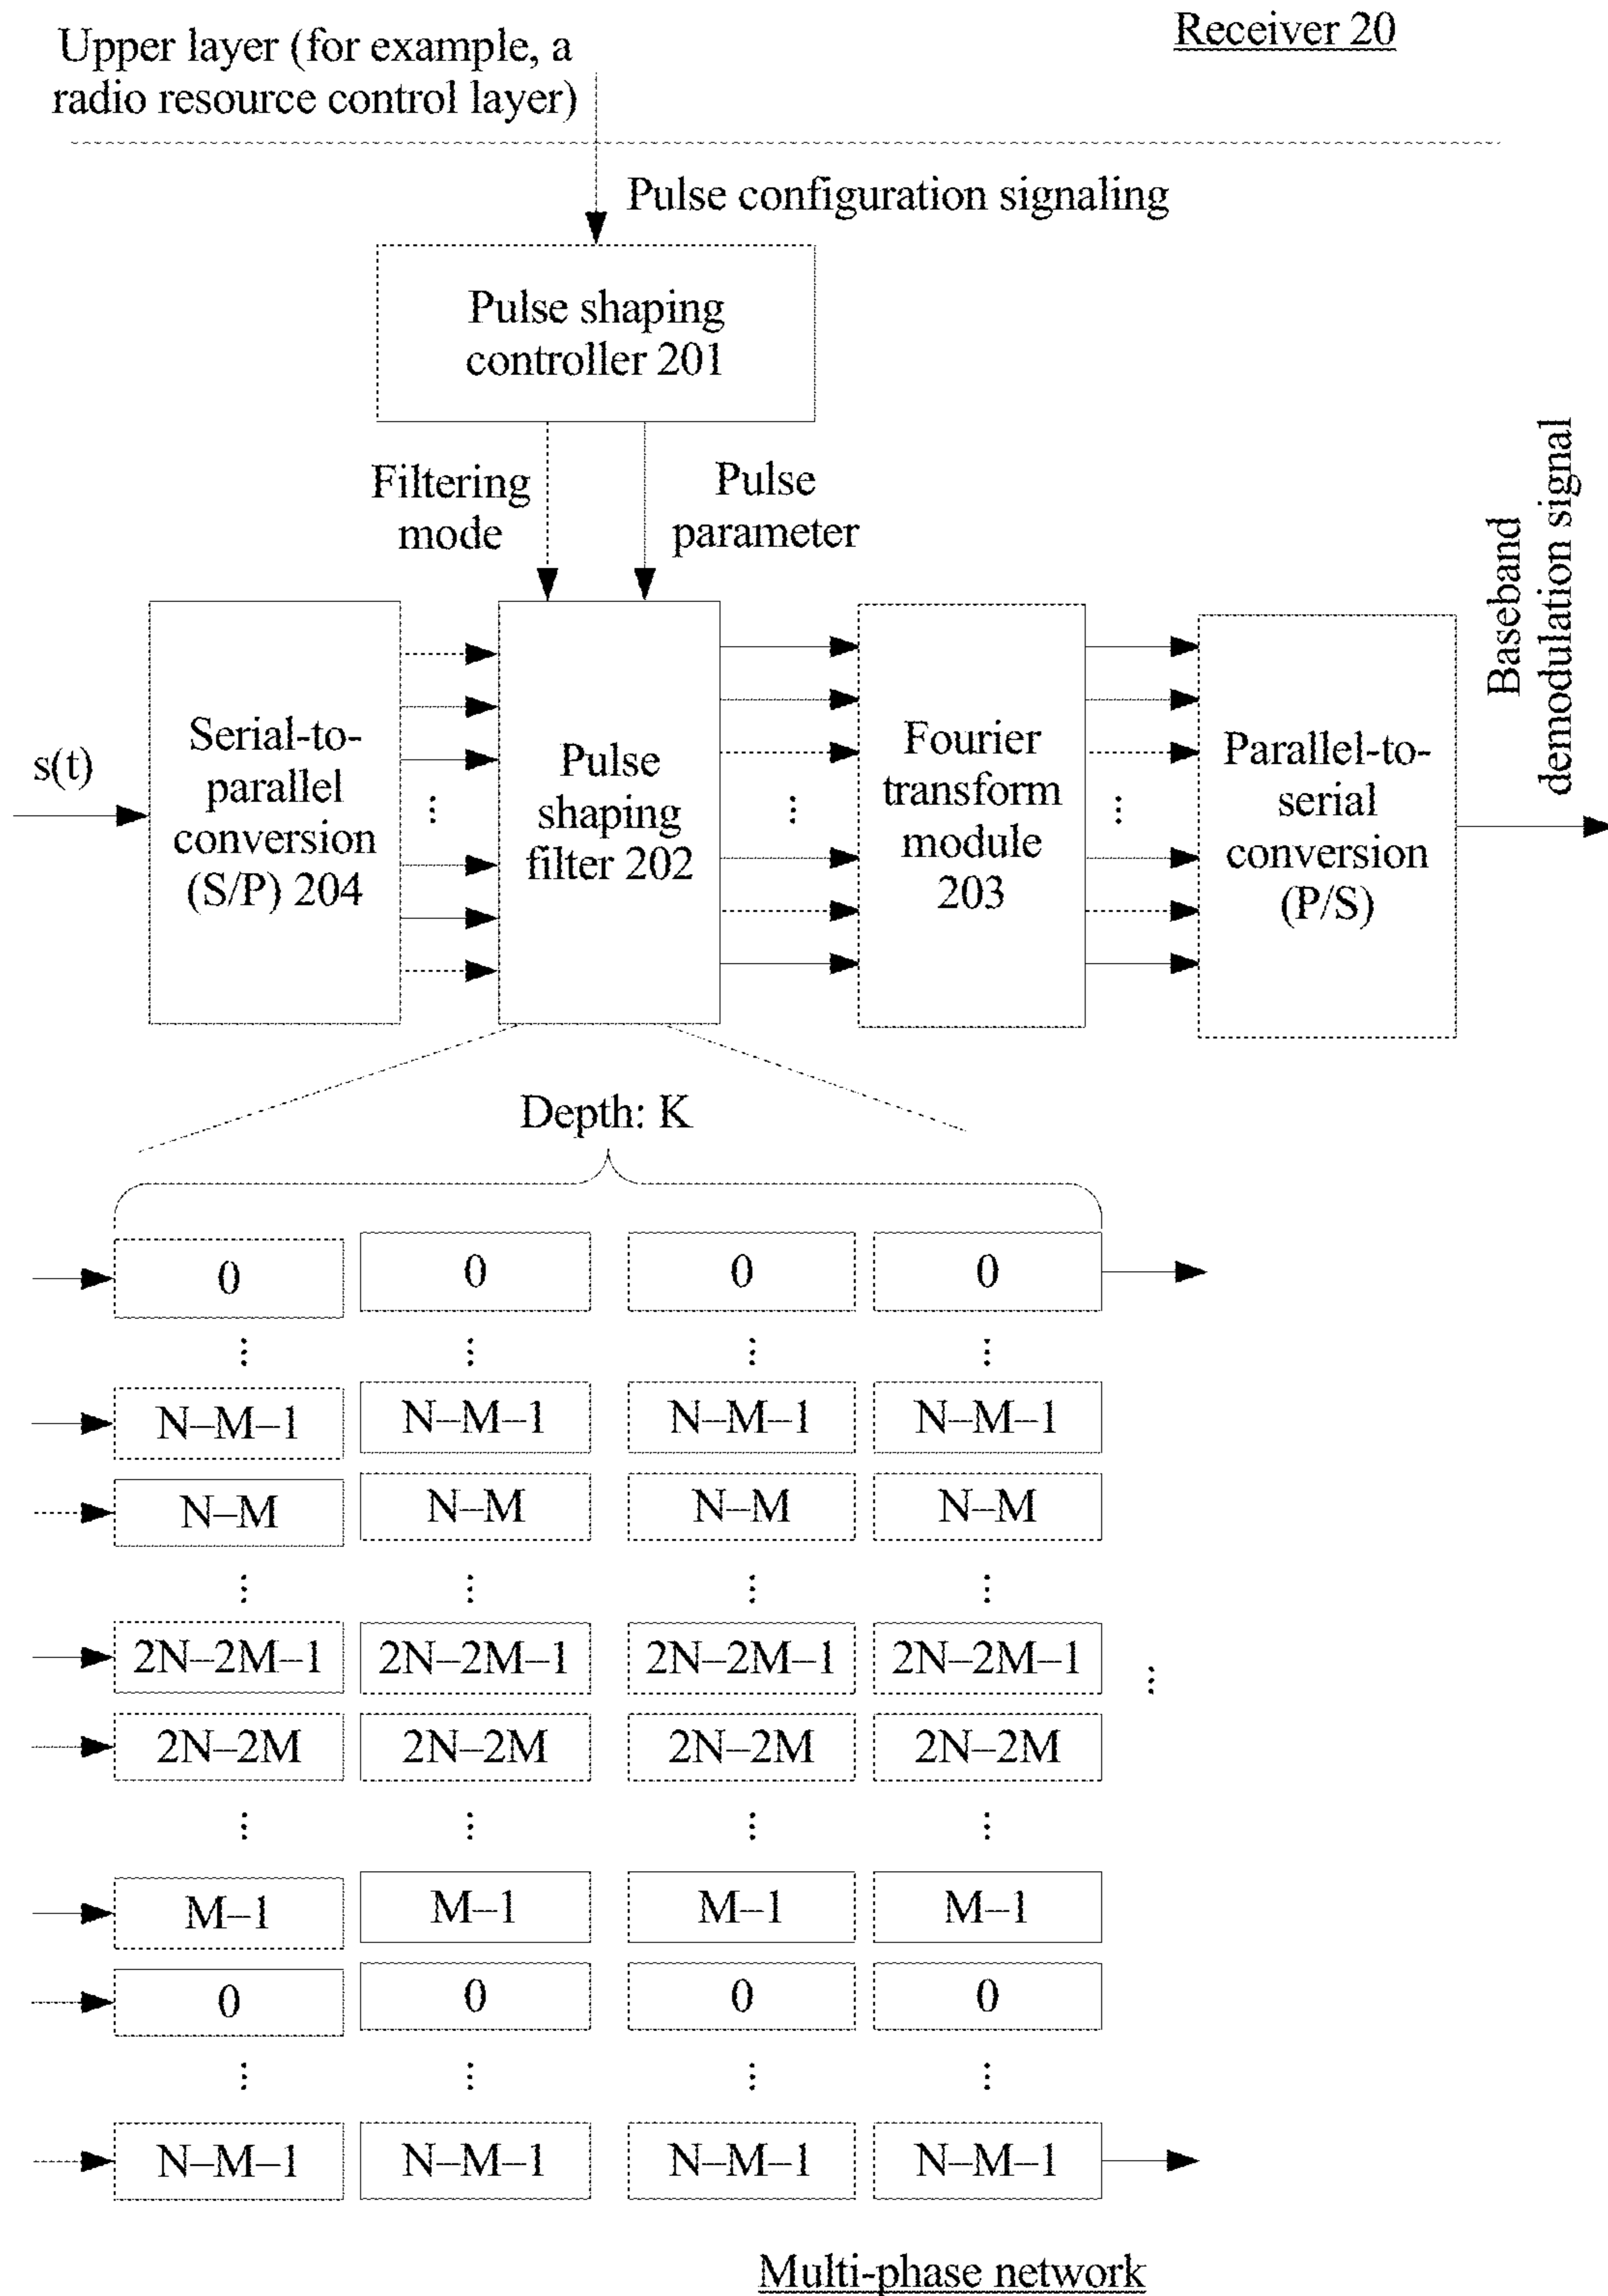 Receiver 20
Upper layer (for example, a
radio resource control layer)
Pulse configuration signaling
Pulse shaping
controller 201
Filtering
mode
Pulse
parameter
s(t)
Serial-to-
parallel
conversion
(S/P) 204
Pulse
shaping
filter 202
Fourier
transform
module
203
Parallel-to-
serial
conversion
(P/S)
Baseband
demodulation signal
Depth: K
0 0 0 0
⋮ ⋮ ⋮ ⋮
N–M–1 N–M–1 N–M–1 N–M–1
N–M N–M N–M N–M
⋮ ⋮ ⋮ ⋮
2N–2M–1 2N–2M–1 2N–2M–1 2N–2M–1
2N–2M 2N–2M 2N–2M 2N–2M
⋮ ⋮ ⋮ ⋮
M–1 M–1 M–1 M–1
0 0 0 0
⋮ ⋮ ⋮ ⋮
N–M–1 N–M–1 N–M–1 N–M–1
Multi-phase network